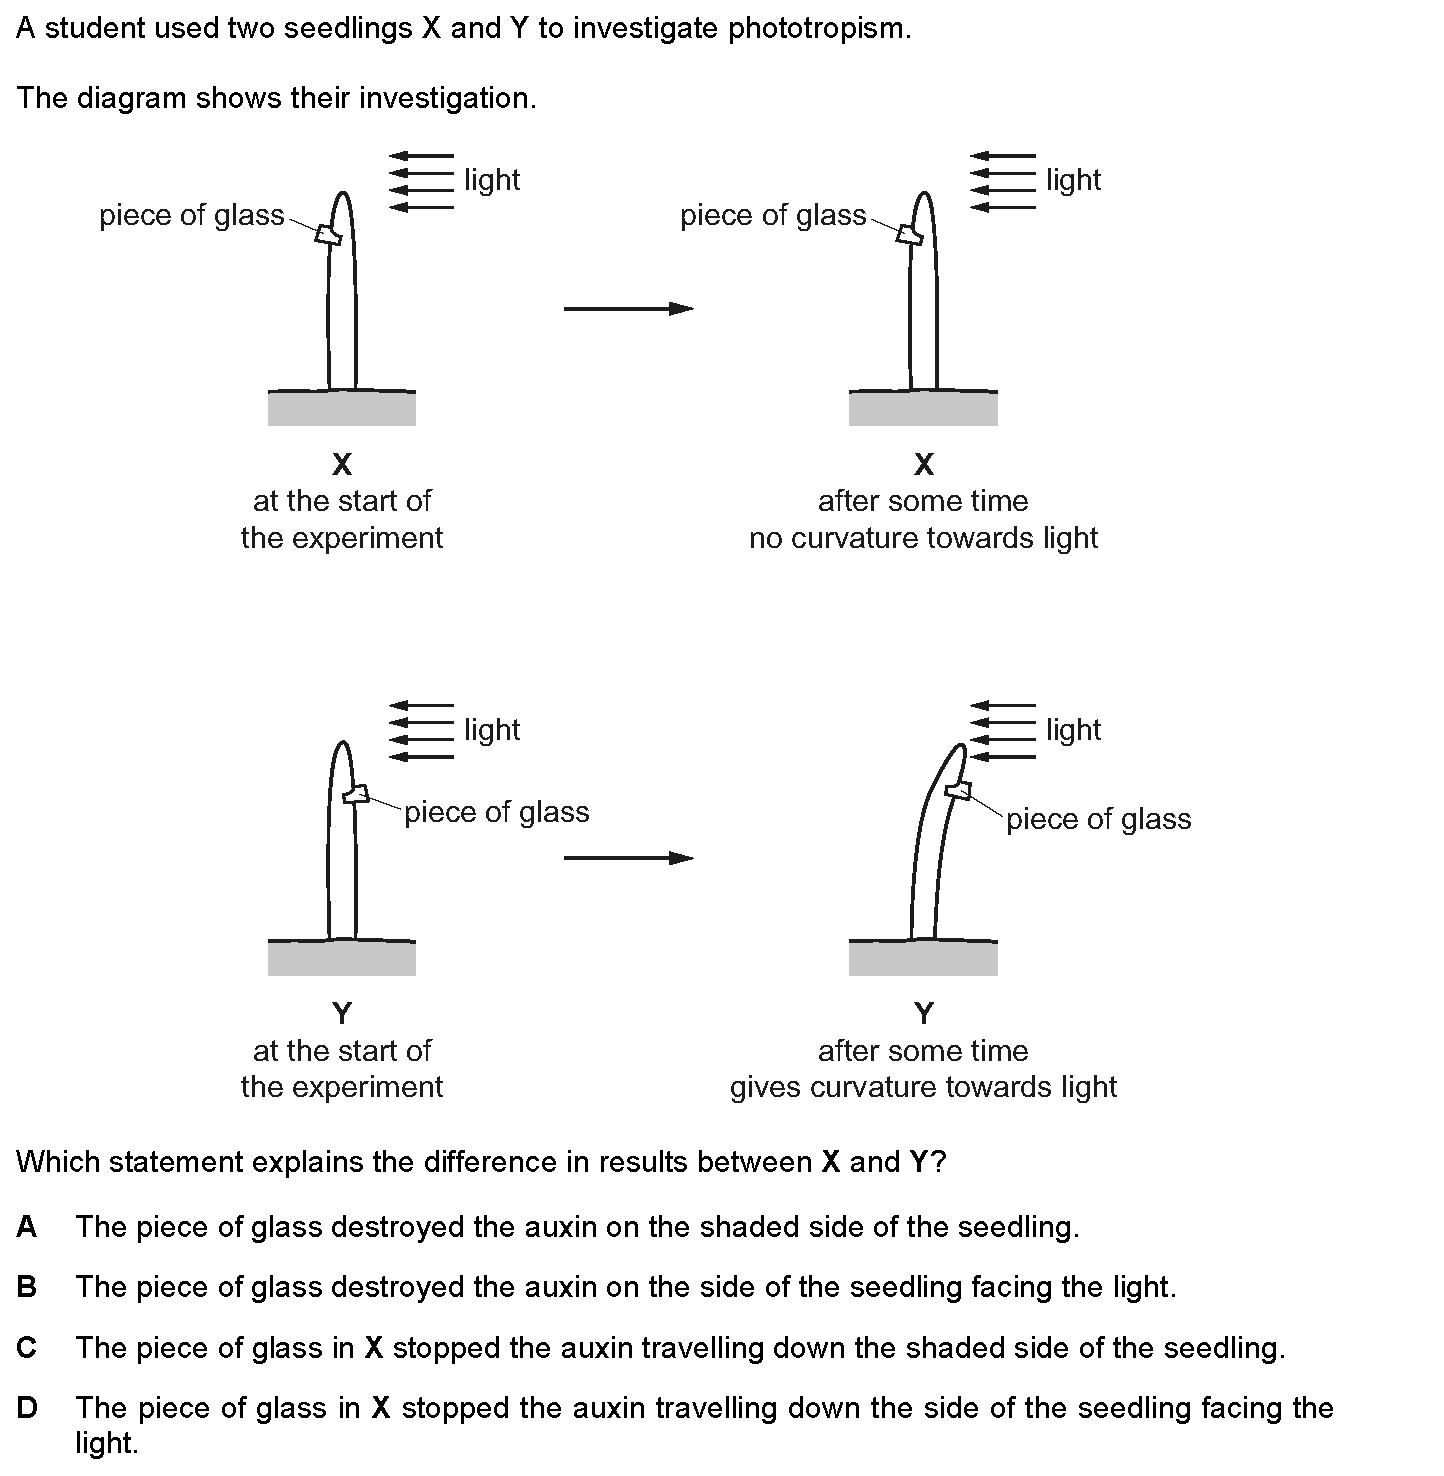 A student used two seedlings X and Y to investigate phototropism.
The diagram shows their investigation.
light
light
piece of glass
piece of glass
X
at the start of
the experiment
X
after some time
no curvature towards light
light
light
piece of glass
piece of glass
Y
at the start of
the experiment
Y
after some time
gives curvature towards light
Which statement explains the difference in results between X and Y?
A The piece of glass destroyed the auxin on the shaded side of the seedling.
B The piece of glass destroyed the auxin on the side of the seedling facing the light.
C The piece of glass in X stopped the auxin travelling down the shaded side of the seedling.
D The piece of glass in X stopped the auxin travelling down the side of the seedling facing the
light.